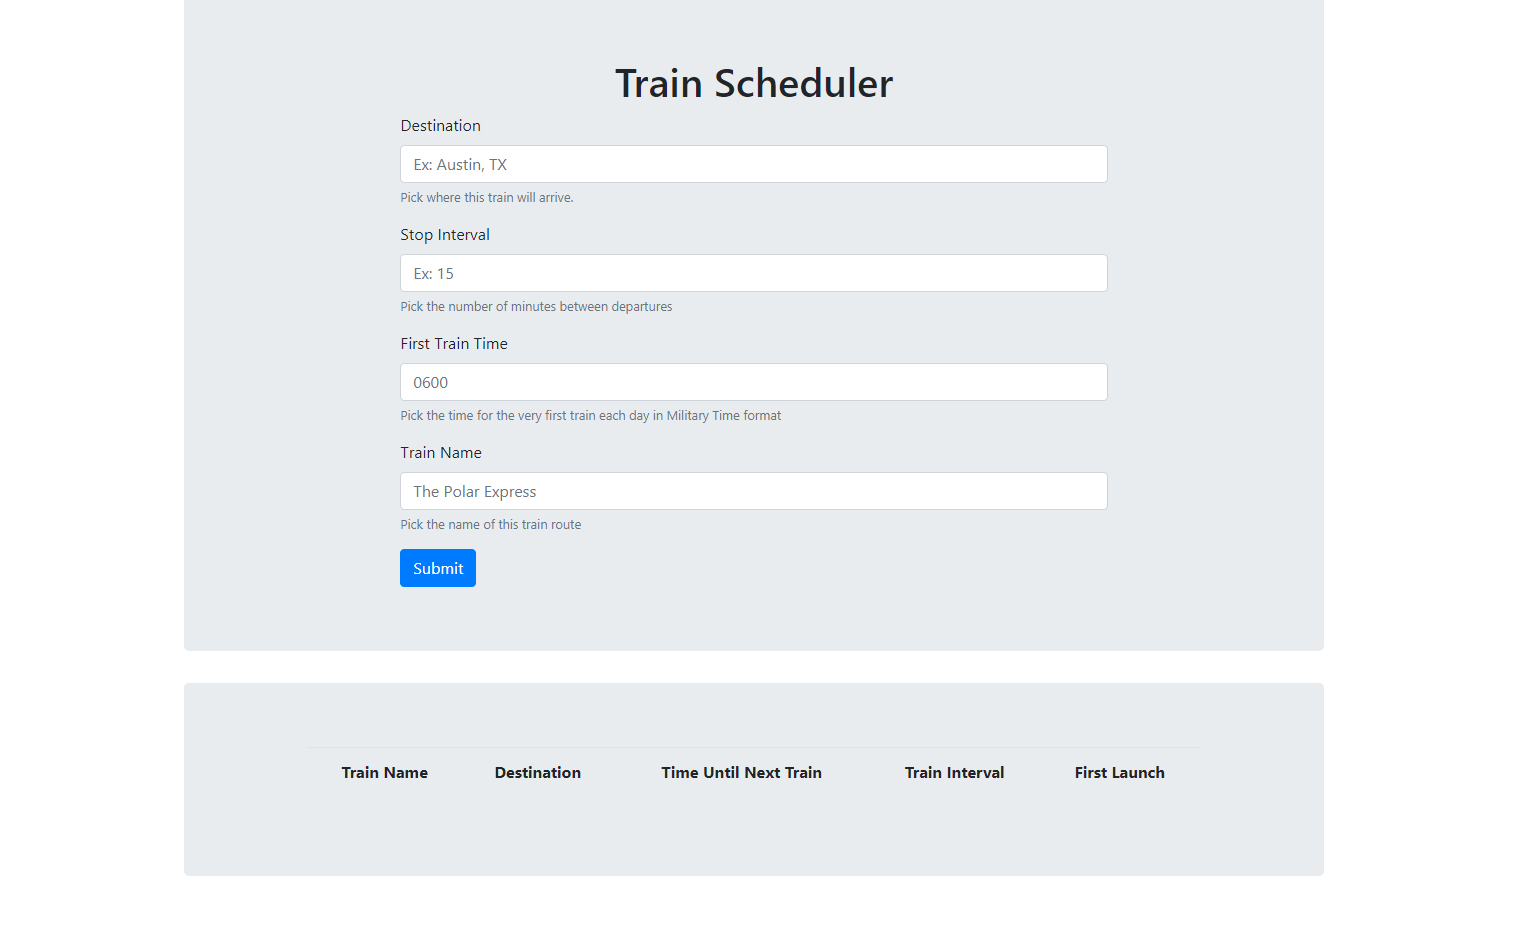 Train Scheduler
Destination
Ex: Austin, TX
Pick where this train will arrive.
Stop Interval
Ex: 15
Pick the number of minutes between departures
First Train Time
0600
Pick the time for the very first train each day in Military Time format
Train Name
The Polar Express
Pick the name of this train route
Submit
Train Name Destination Time Until Next Train Train Interval First Launch